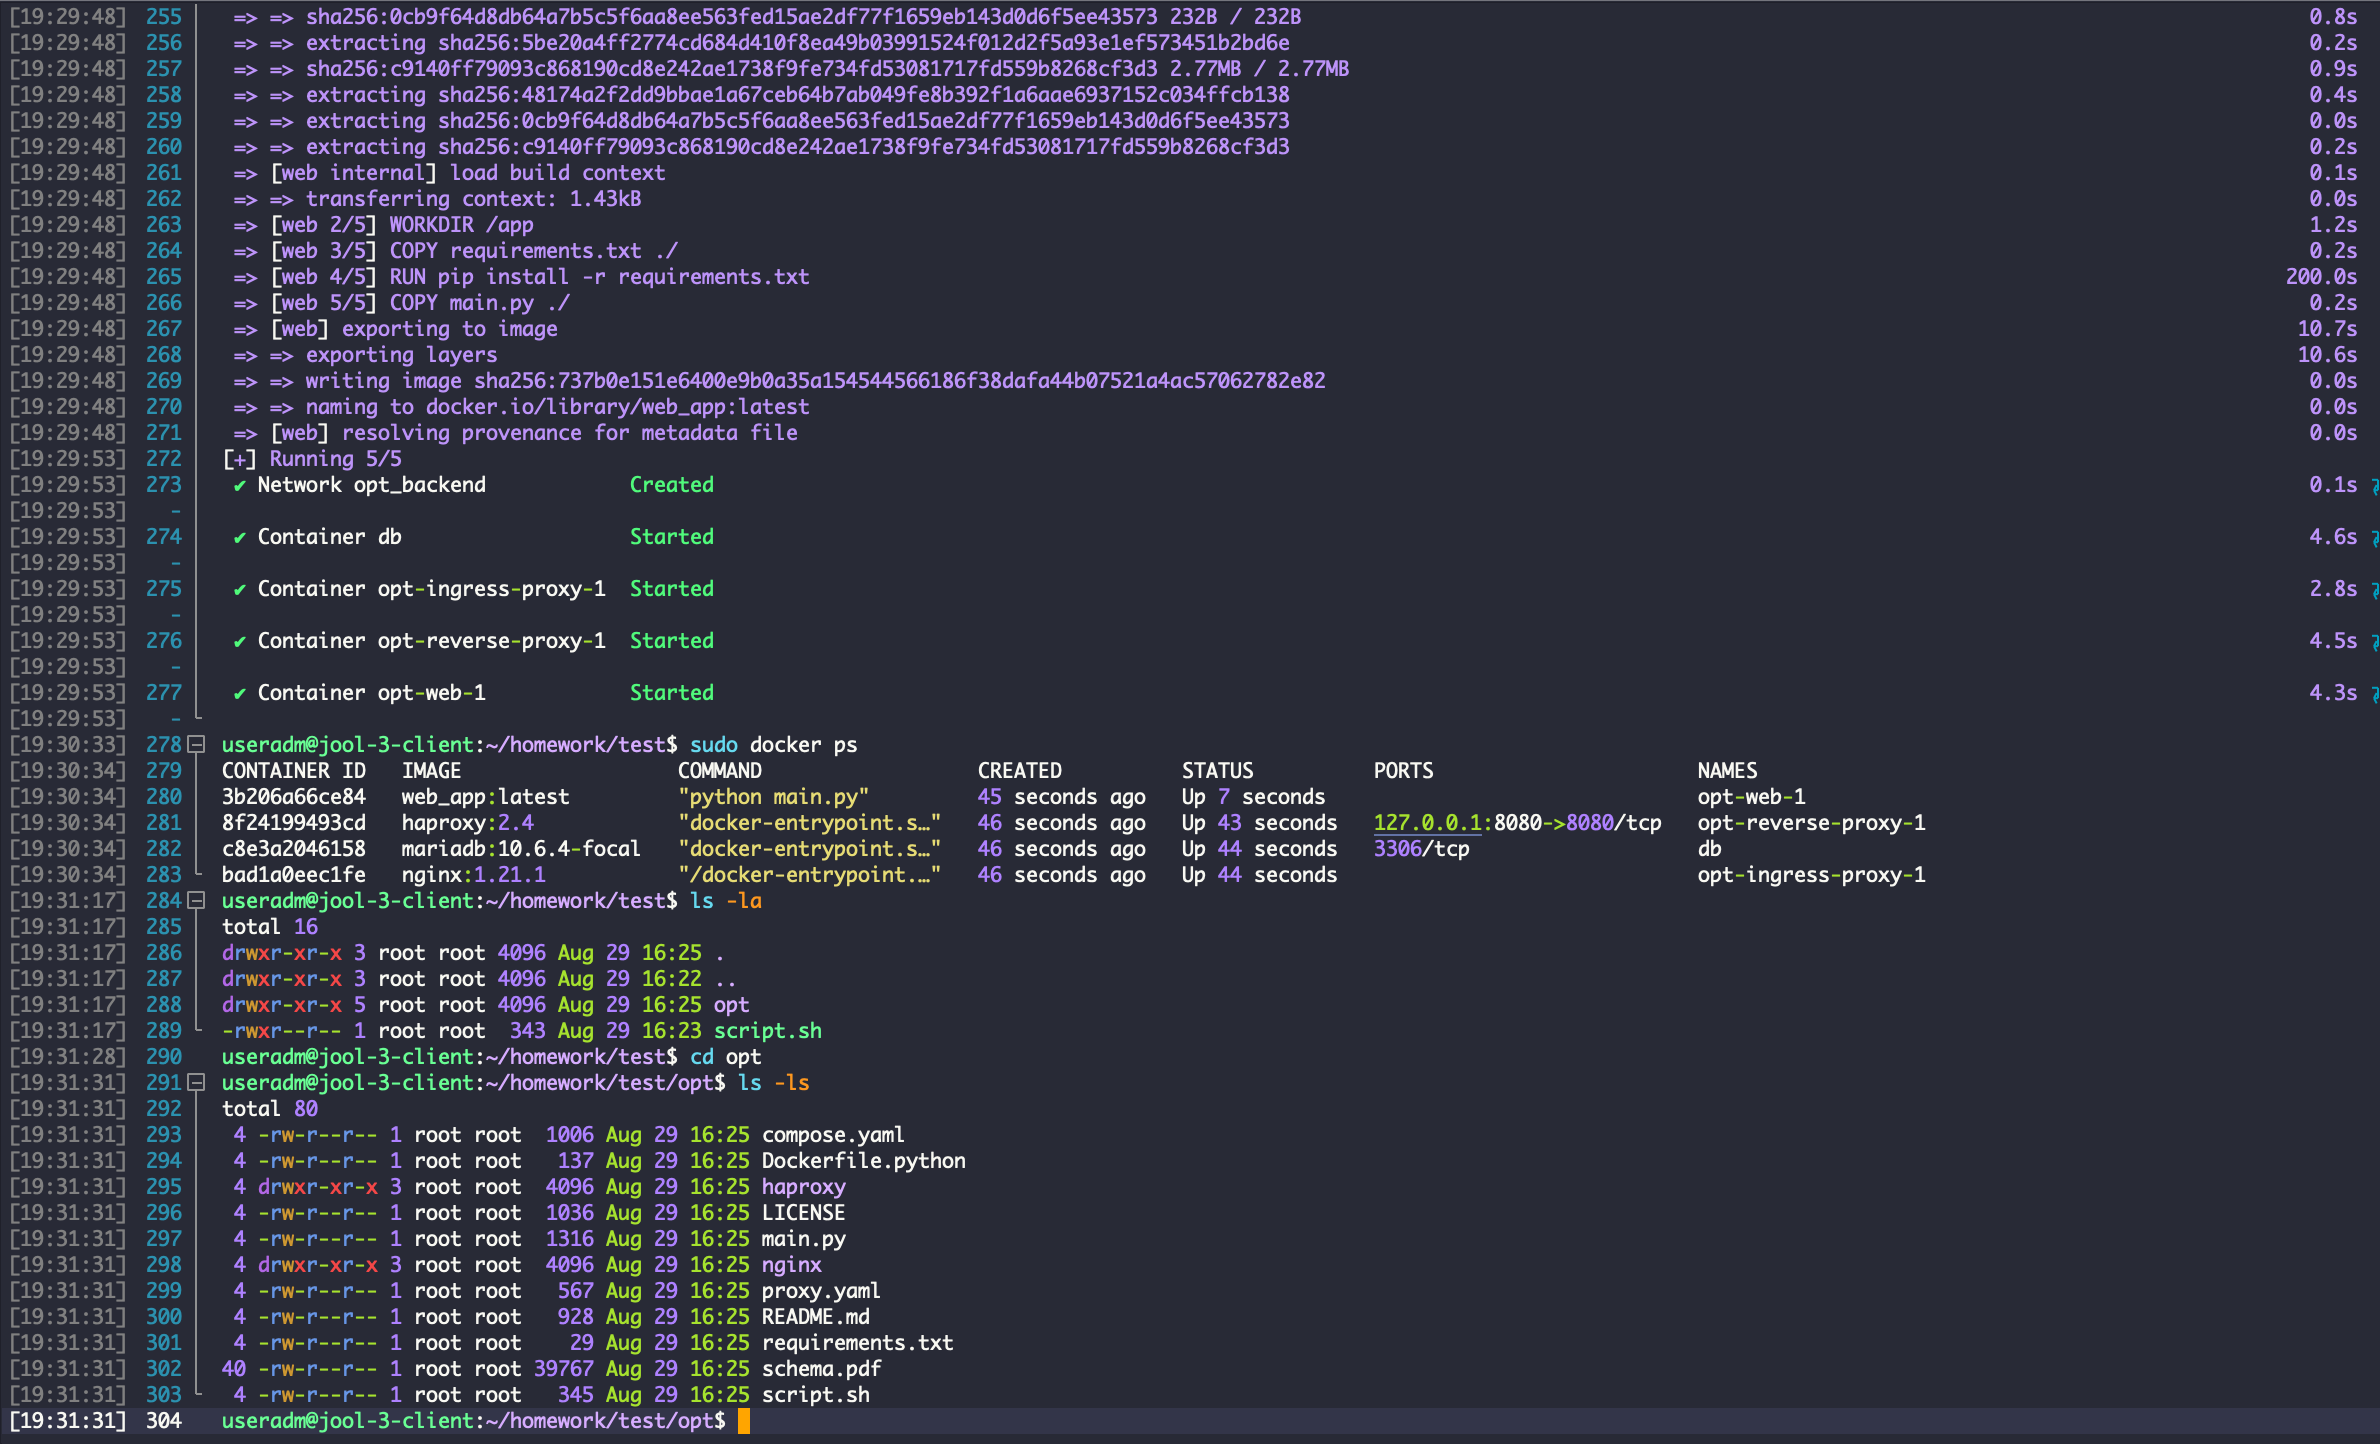 [19:29:48] 255 => => sha256:0cb9f64d8db64a7b5c5f6aa8ee563fed15ae2df77f1659eb143d0d6f5ee43573 232B / 232B 0.8s
[19:29:48] 256 => => extracting sha256:5be20a4ff2774cd684d410f8ea49b03991524f012d2f5a93e1ef573451b2bd6e 0.2s
[19:29:48] 257 => => sha256:c9140ff79093c868190cd8e242ae1738f9fe734fd53081717fd559b8268cf3d3 2.77MB / 2.77MB 0.9s
[19:29:48] 258 => => extracting sha256:48174a2f2dd9bbae1a67ceb64b7ab049fe8b392f1a6aae6937152c034ffcb138 0.4s
[19:29:48] 259 => => extracting sha256:0cb9f64d8db64a7b5c5f6aa8ee563fed15ae2df77f1659eb143d0d6f5ee43573 0.0s
[19:29:48] 260 => => extracting sha256:c9140ff79093c868190cd8e242ae1738f9fe734fd53081717fd559b8268cf3d3 0.2s
[19:29:48] 261 => [web internal] load build context 0.1s
[19:29:48] 262 => => transferring context: 1.43kB 0.0s
[19:29:48] 263 => [web 2/5] WORKDIR /app 1.2s
[19:29:48] 264 => [web 3/5] COPY requirements.txt ./ 0.2s
[19:29:48] 265 => [web 4/5] RUN pip install -r requirements.txt 200.0s
[19:29:48] 266 => [web 5/5] COPY main.py ./ 0.2s
[19:29:48] 267 => [web] exporting to image 10.7s
[19:29:48] 268 => => exporting layers 10.6s
[19:29:48] 269 => => writing image sha256:737b0e151e6400e9b0a35a154544566186f38dafa44b07521a4ac57062782e82 0.0s
[19:29:48] 270 => => naming to docker.io/library/web_app:latest 0.0s
[19:29:48] 271 => [web] resolving provenance for metadata file 0.0s
[19:29:53] 272 [+] Running 5/5
[19:29:53] 273 ✔ Network opt_backend Created 0.1s
[19:29:53] -
[19:29:53] 274 ✔ Container db Started 4.6s
[19:29:53] -
[19:29:53] 275 ✔ Container opt-ingress-proxy-1 Started 2.8s
[19:29:53] -
[19:29:53] 276 ✔ Container opt-reverse-proxy-1 Started 4.5s
[19:29:53] -
[19:29:53] 277 ✔ Container opt-web-1 Started 4.3s
[19:29:53] -
[19:30:33] 278 useradm@jool-3-client:~/homework/test$ sudo docker ps
[19:30:34] 279 CONTAINER ID IMAGE COMMAND CREATED STATUS PORTS NAMES
[19:30:34] 280 3b206a66ce84 web_app:latest "python main.py" 45 seconds ago Up 7 seconds opt-web-1
[19:30:34] 281 8f24199493cd haproxy:2.4 "docker-entrypoint.s…" 46 seconds ago Up 43 seconds 127.0.0.1:8080->8080/tcp opt-reverse-proxy-1
[19:30:34] 282 c8e3a2046158 mariadb:10.6.4-focal "docker-entrypoint.s…" 46 seconds ago Up 44 seconds 3306/tcp db
[19:30:34] 283 bad1a0eec1fe nginx:1.21.1 "/docker-entrypoint.…" 46 seconds ago Up 44 seconds opt-ingress-proxy-1
[19:31:17] 284 useradm@jool-3-client:~/homework/test$ ls -la
[19:31:17] 285 total 16
[19:31:17] 286 drwxr-xr-x 3 root root 4096 Aug 29 16:25 .
[19:31:17] 287 drwxr-xr-x 3 root root 4096 Aug 29 16:22 ..
[19:31:17] 288 drwxr-xr-x 5 root root 4096 Aug 29 16:25 opt
[19:31:17] 289 -rwxr--r-- 1 root root 343 Aug 29 16:23 script.sh
[19:31:28] 290 useradm@jool-3-client:~/homework/test$ cd opt
[19:31:31] 291 useradm@jool-3-client:~/homework/test/opt$ ls -ls
[19:31:31] 292 total 80
[19:31:31] 293 4 -rw-r--r-- 1 root root 1006 Aug 29 16:25 compose.yaml
[19:31:31] 294 4 -rw-r--r-- 1 root root 137 Aug 29 16:25 Dockerfile.python
[19:31:31] 295 4 drwxr-xr-x 3 root root 4096 Aug 29 16:25 haproxy
[19:31:31] 296 4 -rw-r--r-- 1 root root 1036 Aug 29 16:25 LICENSE
[19:31:31] 297 4 -rw-r--r-- 1 root root 1316 Aug 29 16:25 main.py
[19:31:31] 298 4 drwxr-xr-x 3 root root 4096 Aug 29 16:25 nginx
[19:31:31] 299 4 -rw-r--r-- 1 root root 567 Aug 29 16:25 proxy.yaml
[19:31:31] 300 4 -rw-r--r-- 1 root root 928 Aug 29 16:25 README.md
[19:31:31] 301 4 -rw-r--r-- 1 root root 29 Aug 29 16:25 requirements.txt
[19:31:31] 302 40 -rw-r--r-- 1 root root 39767 Aug 29 16:25 schema.pdf
[19:31:31] 303 4 -rw-r--r-- 1 root root 345 Aug 29 16:25 script.sh
[19:31:31] 304 useradm@jool-3-client:~/homework/test/opt$